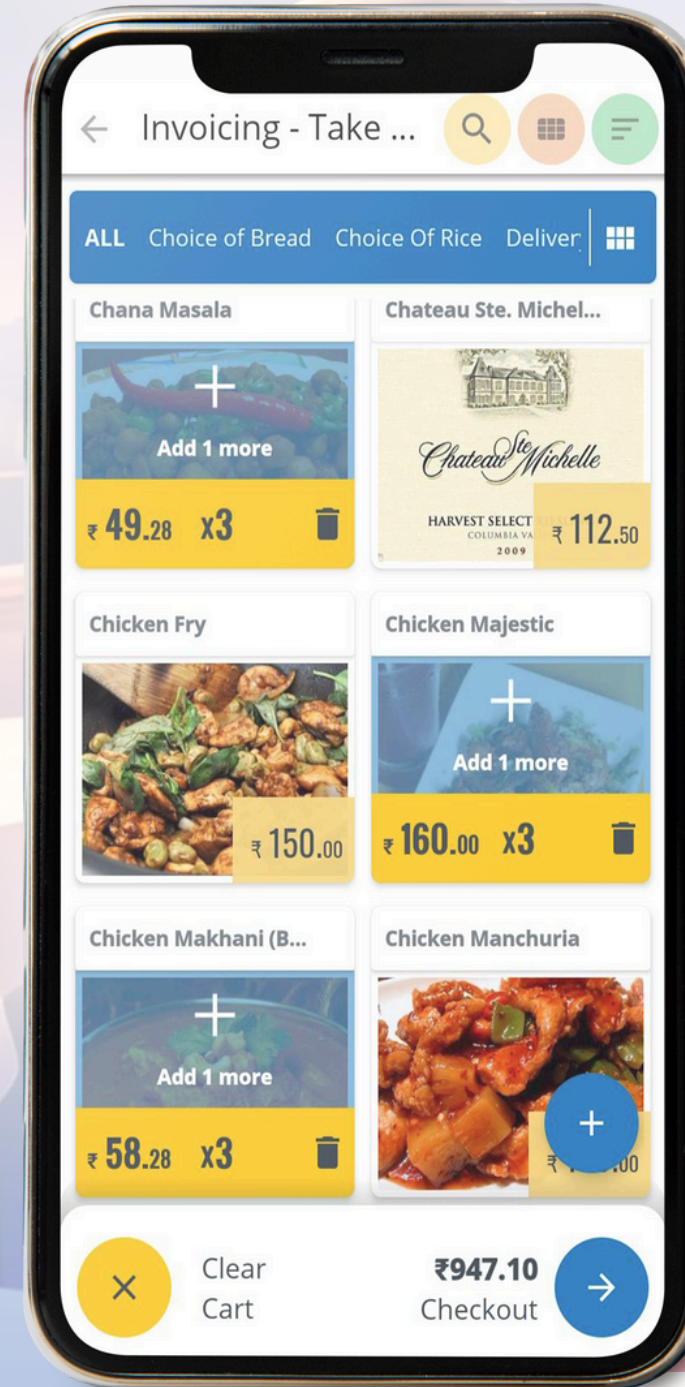 Invoicing - Take ...
ALL Choice of Bread Choice Of Rice Deliver
Chana Masala
Chateau Ste. Michel...
Add 1 more
₹ 49.28 x3
Chateau Ste Michelle
HARVEST SELECT
COLUMBIA VA
2009
₹ 112.50
Chicken Fry
Chicken Majestic
₹ 150.00
Add 1 more
₹ 160.00 x3
Chicken Makhani (B...
Chicken Manchuria
Add 1 more
₹ 58.28 x3
Clear
Cart
₹947.10
Checkout